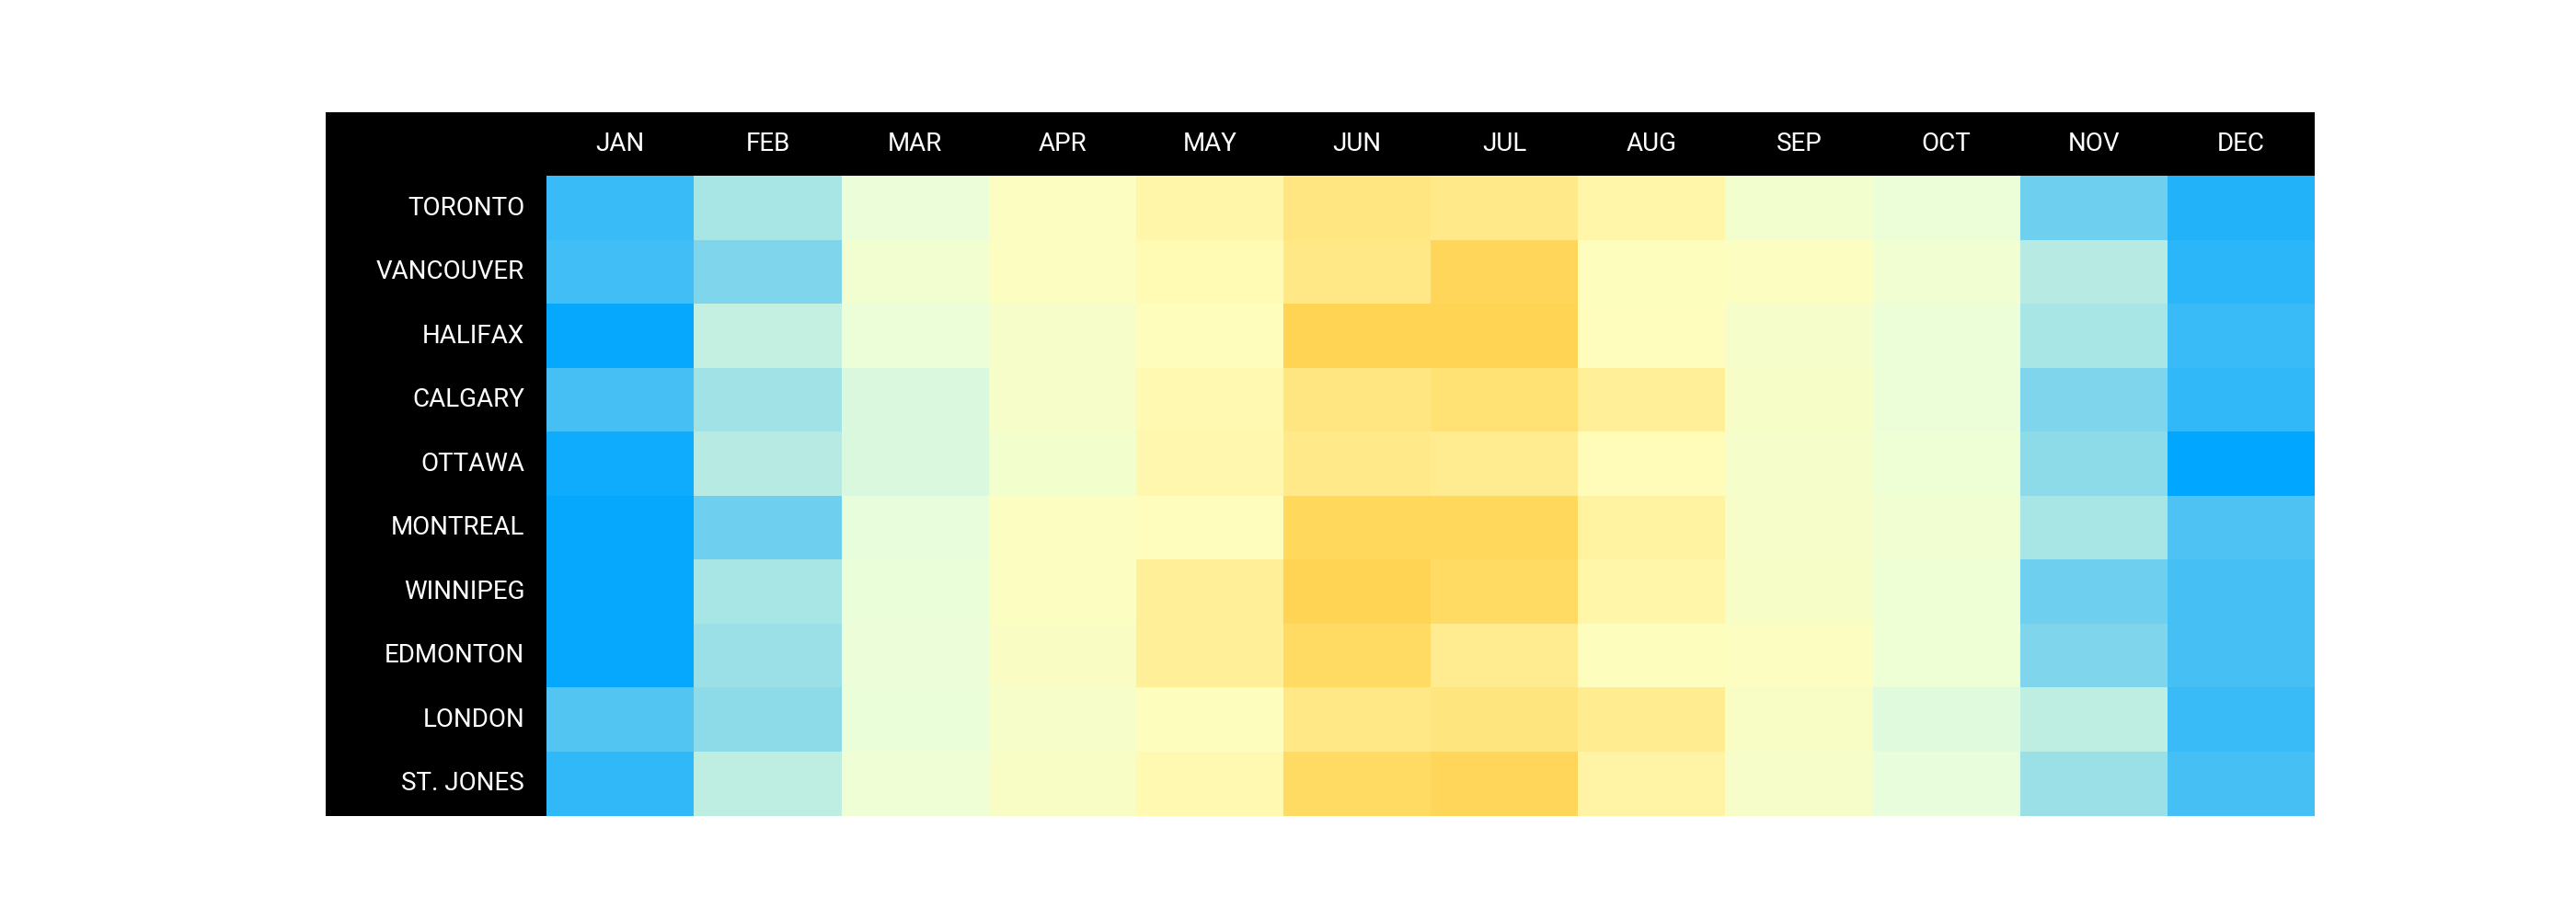 JAN FEB MAR APR MAY JUN JUL AUG SEP OCT NOV DEC
TORONTO
VANCOUVER
HALIFAX
CALGARY
OTTAWA
MONTREAL
WINNIPEG
EDMONTON
LONDON
ST. JONES